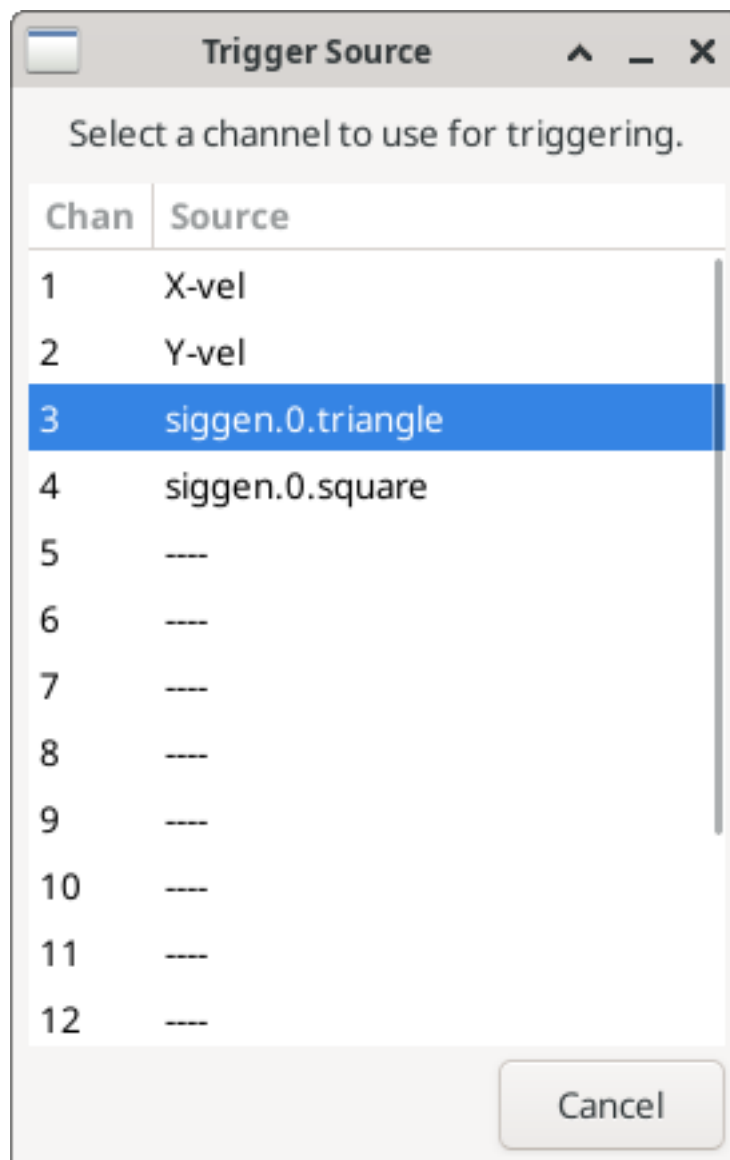 Trigger Source
Select a channel to use for triggering.
Chan Source
1 X-vel
2 Y-vel
3 siggen.0.triangle
4 siggen.0.square
5 ----
6 ----
7 ----
8 ----
9 ----
10 ----
11 ----
12 ----
Cancel